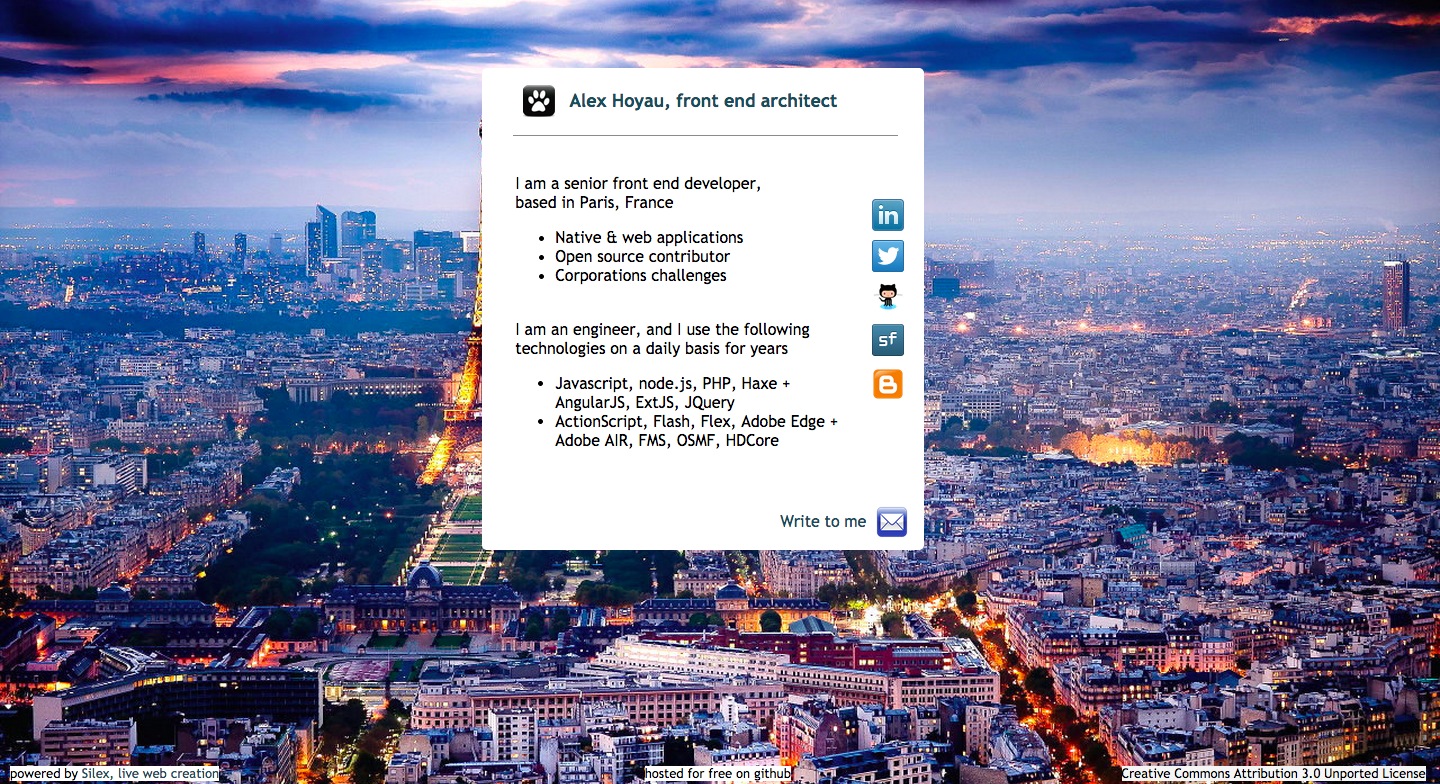 Alex Hoyau, front end architect
I am a senior front end developer,
based in Paris, France
• Native & web applications
• Open source contributor
• Corporations challenges
in
I am an engineer, and I use the following
technologies on a daily basis for years
sf
• Javascript, node.js, PHP, Haxe +
AngularJS, ExtJS, JQuery
• ActionScript, Flash, Flex, Adobe Edge +
Adobe AIR, FMS, OSMF, HDCore
B
Write to me
powered by Silex, live web creation
hosted for free on github
Creative Commons Attribution 3.0 Unported License